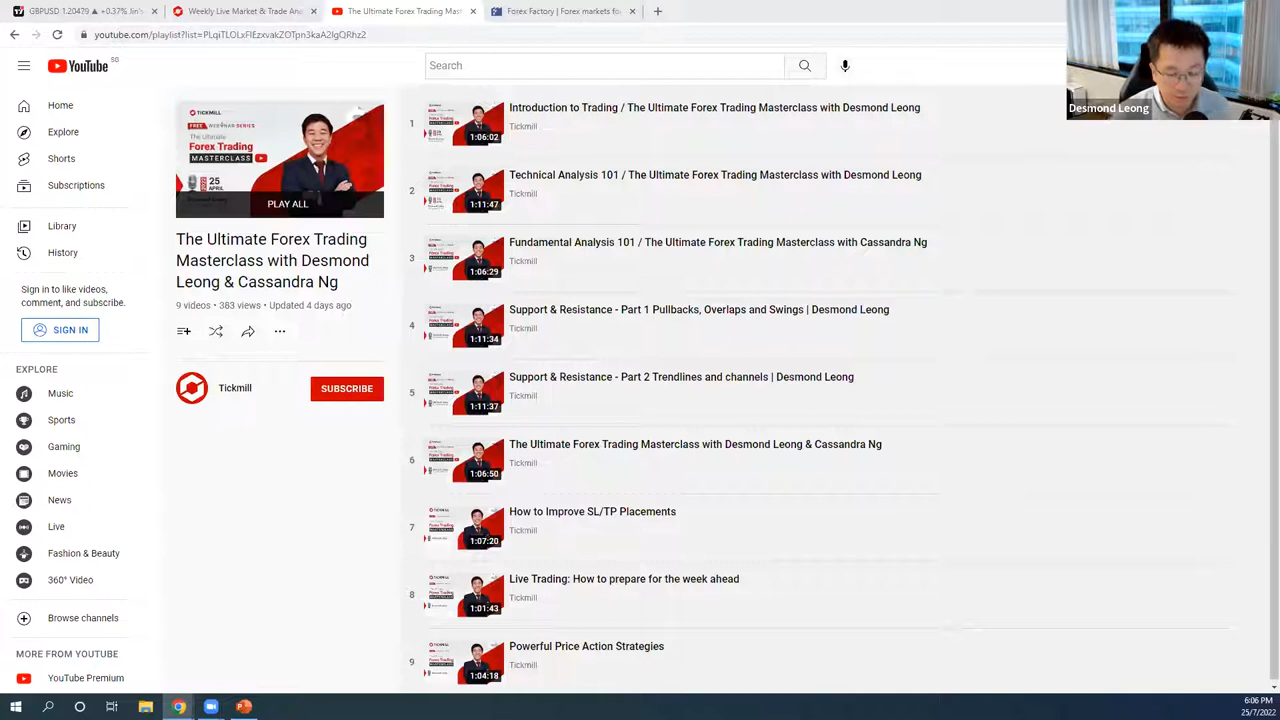 GBPUSD 1.20479 ▲ +0.37% Jin's
Weekly Live Market & Trade Ana
The Ultimate Forex Trading Mast
Forex Factory | Forex markets fo
youtube.com/playlist?list=PLqiTLOLxFIEzxvakZOTpn3kaA2IgQRhz2
YouTube SG
Search
Desmond Leong
Home
Explore
Shorts
Subscriptions
Library
History
Sign in to like videos,
comment, and subscribe.
SIGN IN
EXPLORE
Music
Sports
Gaming
Movies
News
Live
Fashion & Beauty
360° Video
Browse channels
MORE FROM YOUTUBE
YouTube Premium
TICKMILL
FREE WEBINAR SERIES
The Ultimate
Forex Trading
MASTERCLASS
25
APRIL
PLAY ALL
The Ultimate Forex Trading
Masterclass with Desmond
Leong & Cassandra Ng
9 videos • 383 views • Updated 4 days ago
Tickmill
SUBSCRIBE
1
1:06:02
Introduction to Trading / The Ultimate Forex Trading Masterclass with Desmond Leong
Tickmill
2
1:11:47
Technical Analysis 101 / The Ultimate Forex Trading Masterclass with Desmond Leong
Tickmill
3
1:06:29
Fundamental Analysis 101 / The Ultimate Forex Trading Masterclass with Cassandra Ng
Tickmill
4
1:11:34
Support & Resistance - Part 1 Pullbacks, Overlaps and Swings | Desmond Leong
Tickmill
5
1:11:37
Support & Resistance - Part 2 Trendlines and channels | Desmond Leong
Tickmill
6
1:06:50
The Ultimate Forex Trading Masterclass with Desmond Leong & Cassandra Ng
Tickmill
7
1:07:20
How to Improve SL/TP Placements
Tickmill
8
1:01:43
Live Trading: How to prepare for the week ahead
Tickmill
9
1:04:18
Powerful Price Action Strategies
Tickmill
6:06 PM
25/7/2022